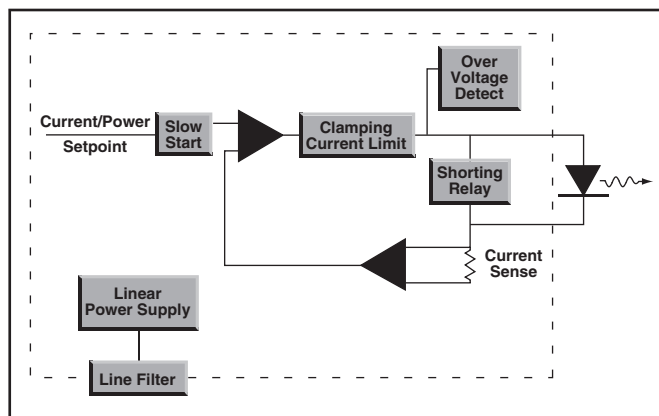 Over
Voltage
Detect
Current/Power
Setpoint
Slow
Start
Clamping
Current Limit
Shorting
Relay
Current
Sense
Linear
Power Supply
Line Filter